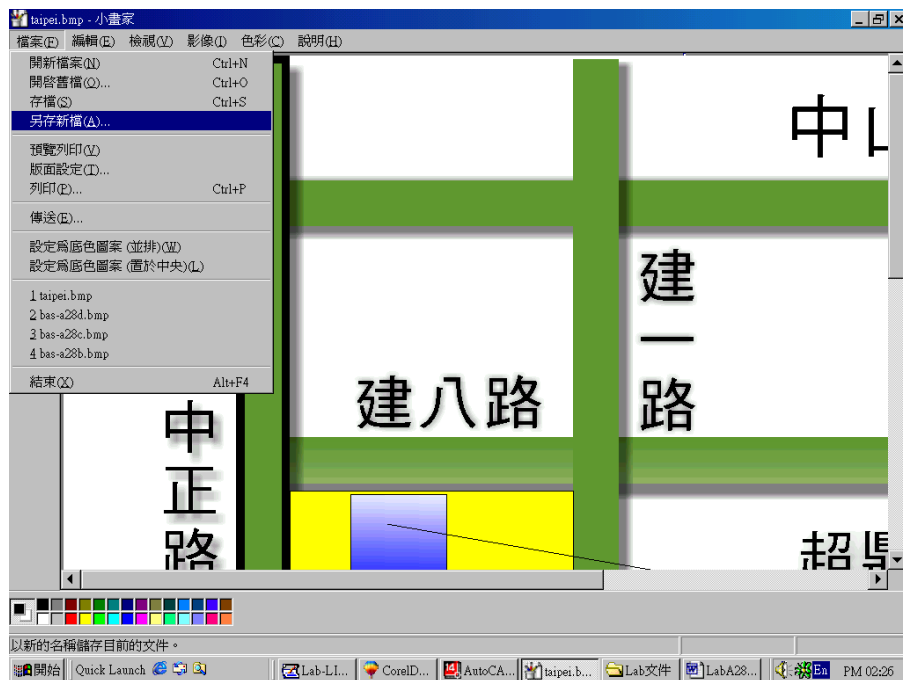 taipei.bmp - 小畫家
檔案(F) 編輯(E) 檢視(V) 影像(I) 色彩(C) 說明(H)
開新檔案(N) Ctrl+N
開啓舊檔(O)... Ctrl+O
存檔(S) Ctrl+S
另存新檔(A)...
預覽列印(V)
版面設定(T)...
列印(P)... Ctrl+P
傳送(E)...
設定爲底色圖案 (並排)(W)
設定爲底色圖案 (置於中央)(L)
1 taipei.bmp
2 bas-a28d.bmp
3 bas-a28c.bmp
4 bas-a28b.bmp
結束(X) Alt+F4
建一路
建八路
中正路
以新的名稱儲存目前的文件。
開始 Quick Launch Lab-LI... CorelD... AutoCA... taipei.b... Lab文件 LabA28... En PM 02:26